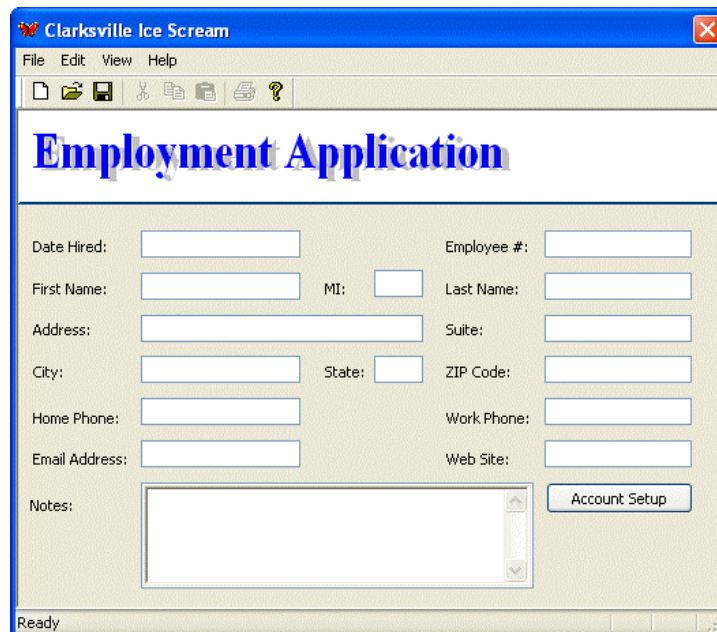 Clarksville Ice Scream
File Edit View Help
Employment Application
Date Hired: Employee #:
First Name: MI: Last Name:
Address: Suite:
City: State: ZIP Code:
Home Phone: Work Phone:
Email Address: Web Site:
Notes: Account Setup
Ready